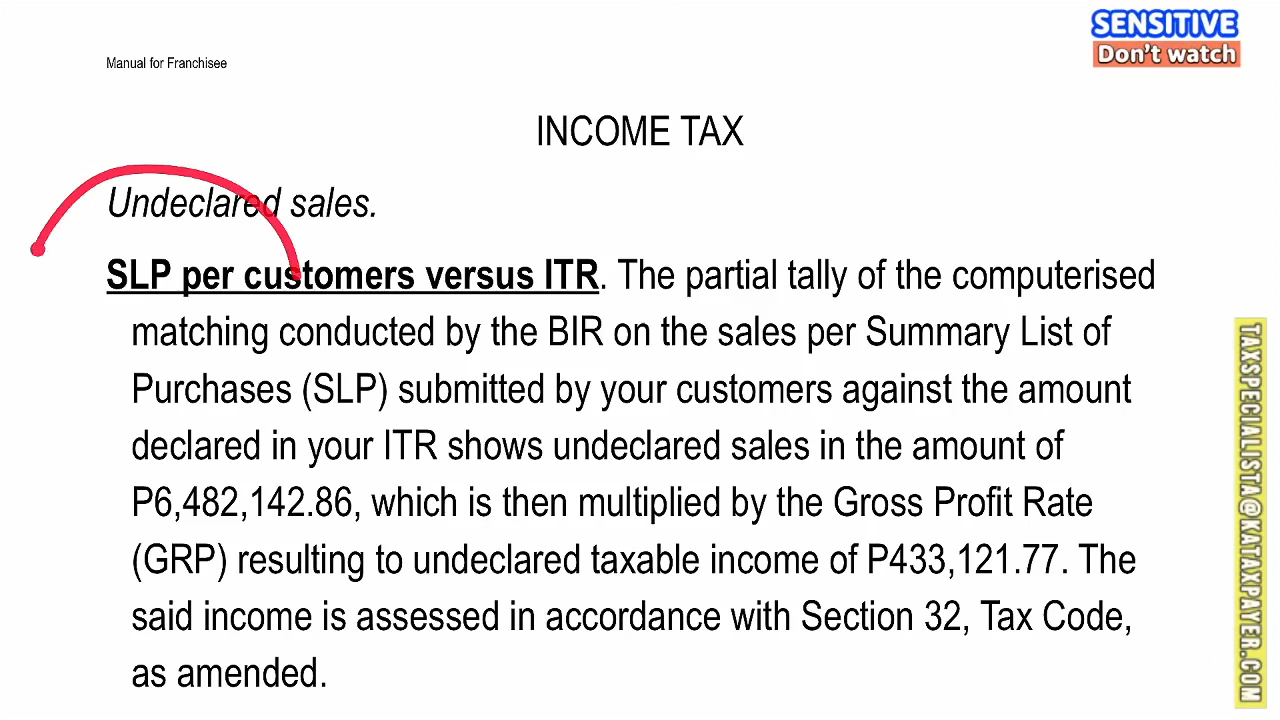 SENSITIVE
Don't watch
Manual for Franchisee
INCOME TAX
Undeclared sales.
SLP per customers versus ITR. The partial tally of the computerised
matching conducted by the BIR on the sales per Summary List of
Purchases (SLP) submitted by your customers against the amount
declared in your ITR shows undeclared sales in the amount of
P6,482,142.86, which is then multiplied by the Gross Profit Rate
(GRP) resulting to undeclared taxable income of P433,121.77. The
said income is assessed in accordance with Section 32, Tax Code,
as amended.
TAXSPECIALISTA@KATAXPAYER.COM